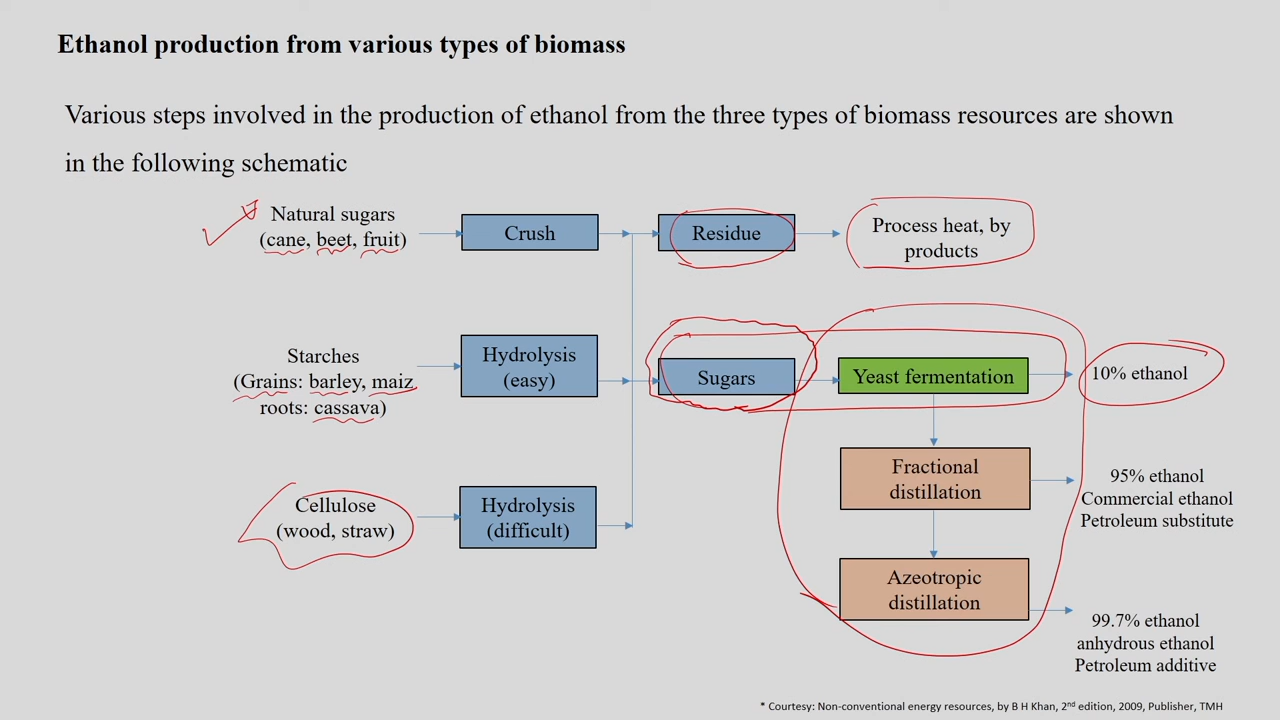 Ethanol production from various types of biomass
Various steps involved in the production of ethanol from the three types of biomass resources are shown
in the following schematic
Natural sugars
(cane, beet, fruit)
Crush
Residue
Process heat, by
products
Starches
(Grains: barley, maiz
roots: cassava)
Hydrolysis
(easy)
Sugars
Yeast fermentation
10% ethanol
Fractional
distillation
95% ethanol
Commercial ethanol
Petroleum substitute
Cellulose
(wood, straw)
Hydrolysis
(difficult)
Azeotropic
distillation
99.7% ethanol
anhydrous ethanol
Petroleum additive
* Courtesy: Non-conventional energy resources, by B H Khan, 2nd edition, 2009, Publisher, TMH